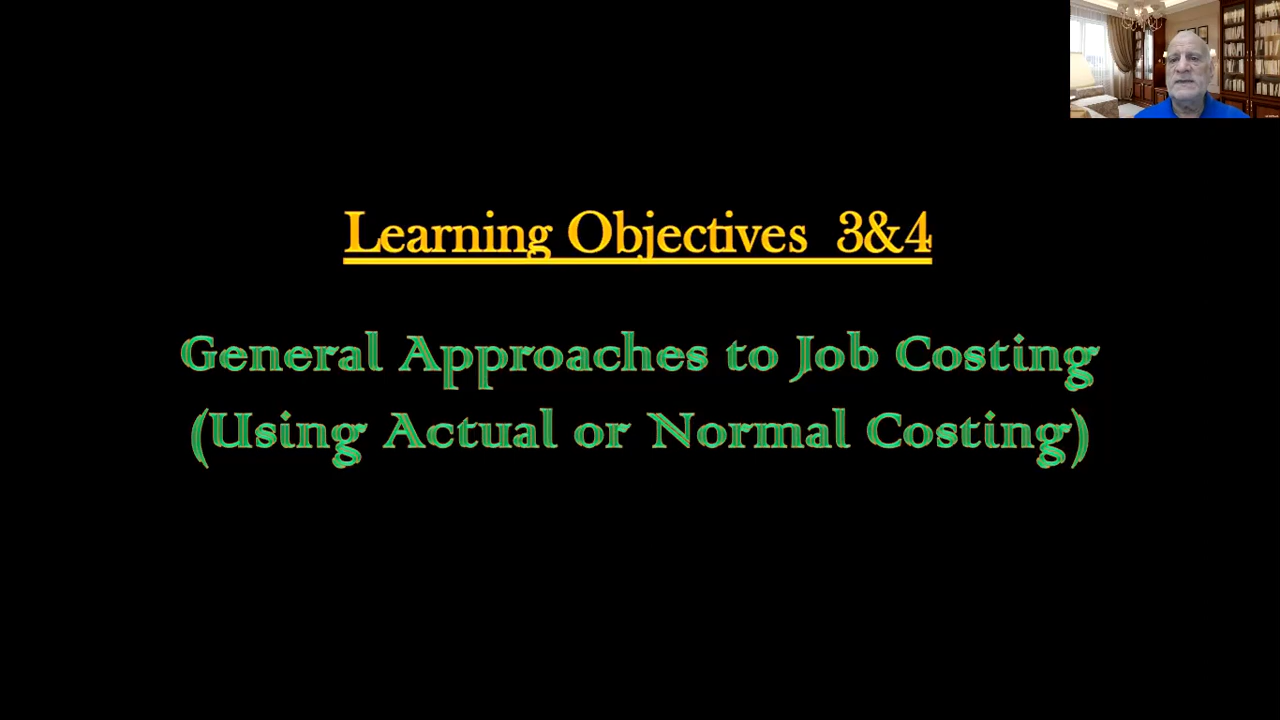 Learning Objectives 3&4
General Approaches to Job Costing
(Using Actual or Normal Costing)